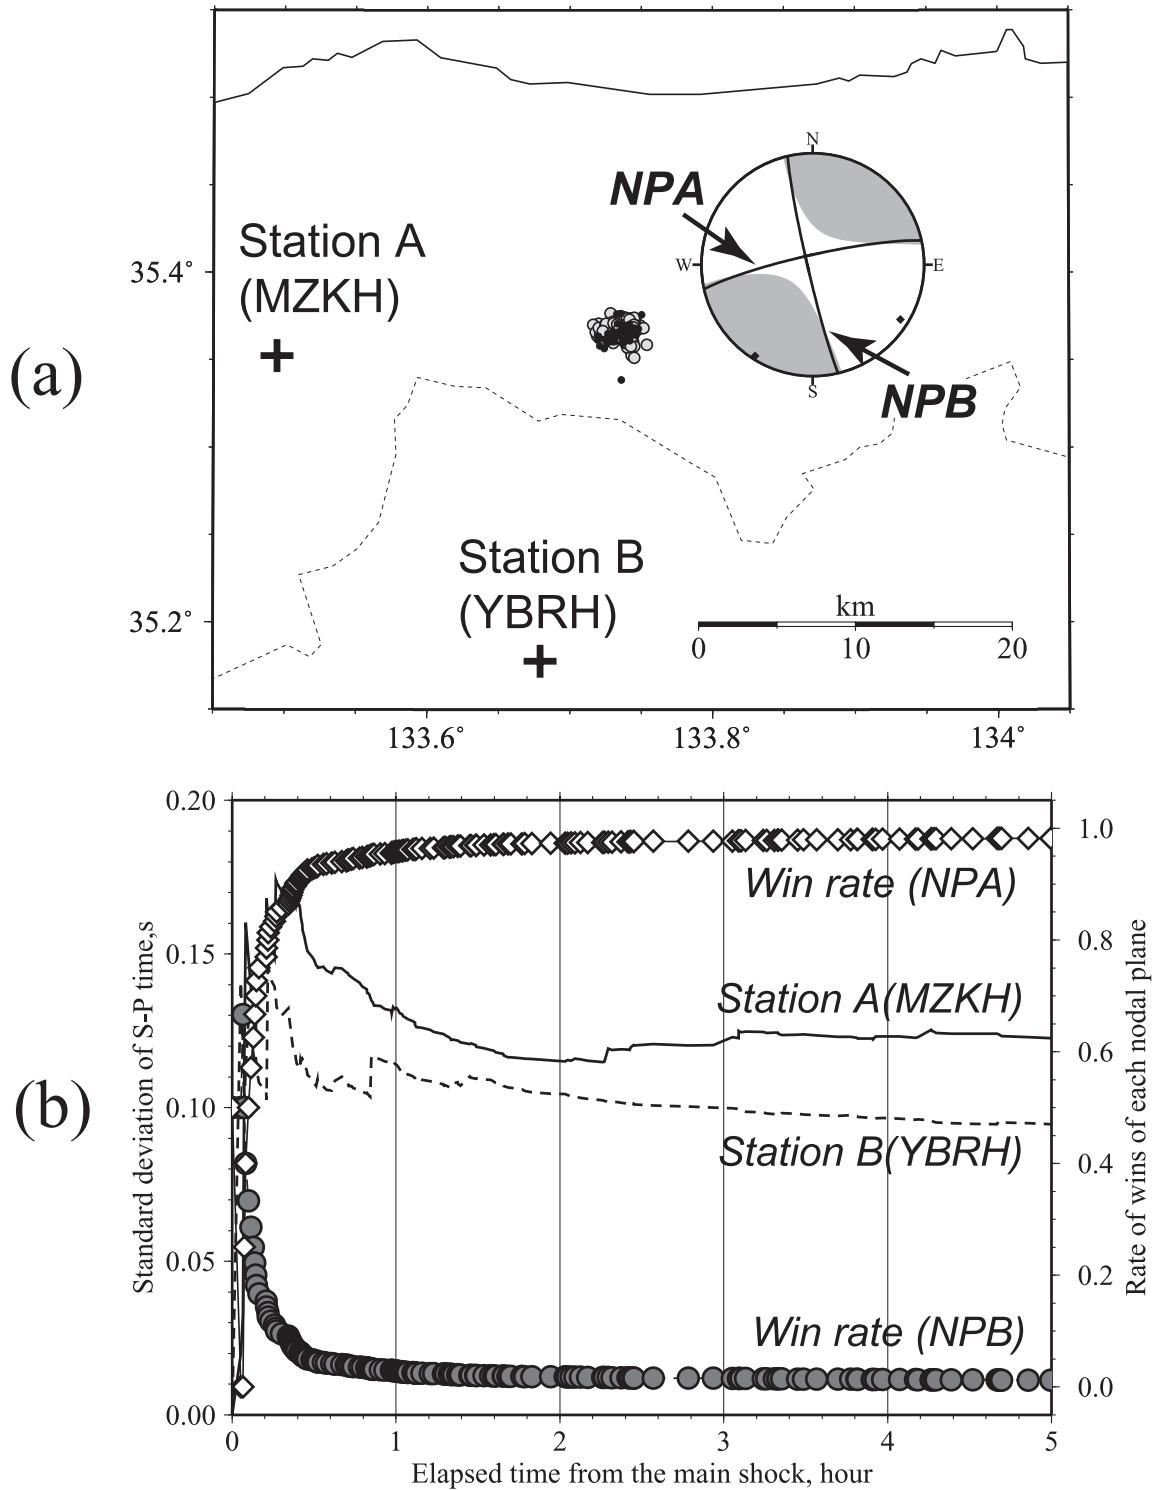 (a)
Station A
(MZKH)
NPA
N
W
E
S
NPB
35.4°
Station B
(YBRH)
km
0 10 20
35.2°
133.6° 133.8° 134°
(b)
0.20
0.15
0.10
0.05
0.00
Standard deviation of S-P time,s
Win rate (NPA)
Station A(MZKH)
Station B(YBRH)
Win rate (NPB)
1.0
0.8
0.6
0.4
0.2
0.0
Rate of wins of each nodal plane
0 1 2 3 4 5
Elapsed time from the main shock, hour